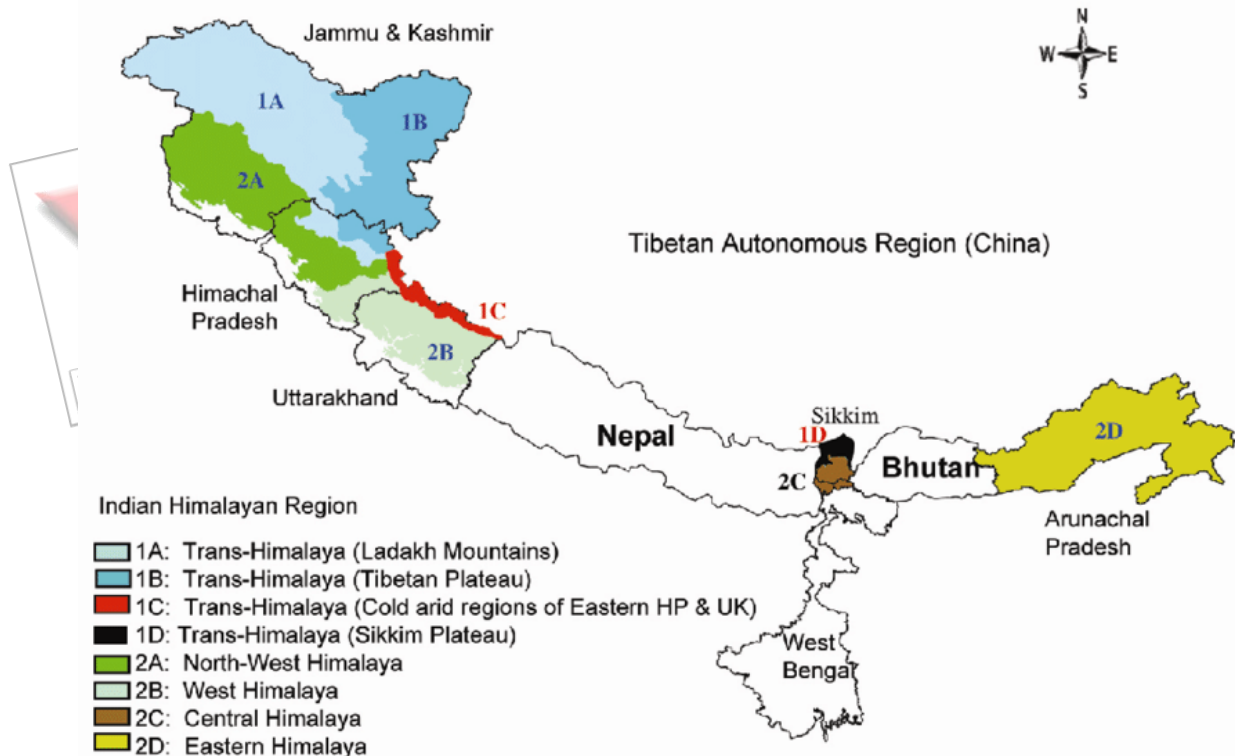 Jammu & Kashmir
N
W
E
S
1A
1B
2A
Tibetan Autonomous Region (China)
Himachal
Pradesh
1C
2B
Uttarakhand
Sikkim
1D
Nepal
2C
Bhutan
2D
Arunachal
Pradesh
West
Bengal
Indian Himalayan Region
1A: Trans-Himalaya (Ladakh Mountains)
1B: Trans-Himalaya (Tibetan Plateau)
1C: Trans-Himalaya (Cold arid regions of Eastern HP & UK)
1D: Trans-Himalaya (Sikkim Plateau)
2A: North-West Himalaya
2B: West Himalaya
2C: Central Himalaya
2D: Eastern Himalaya